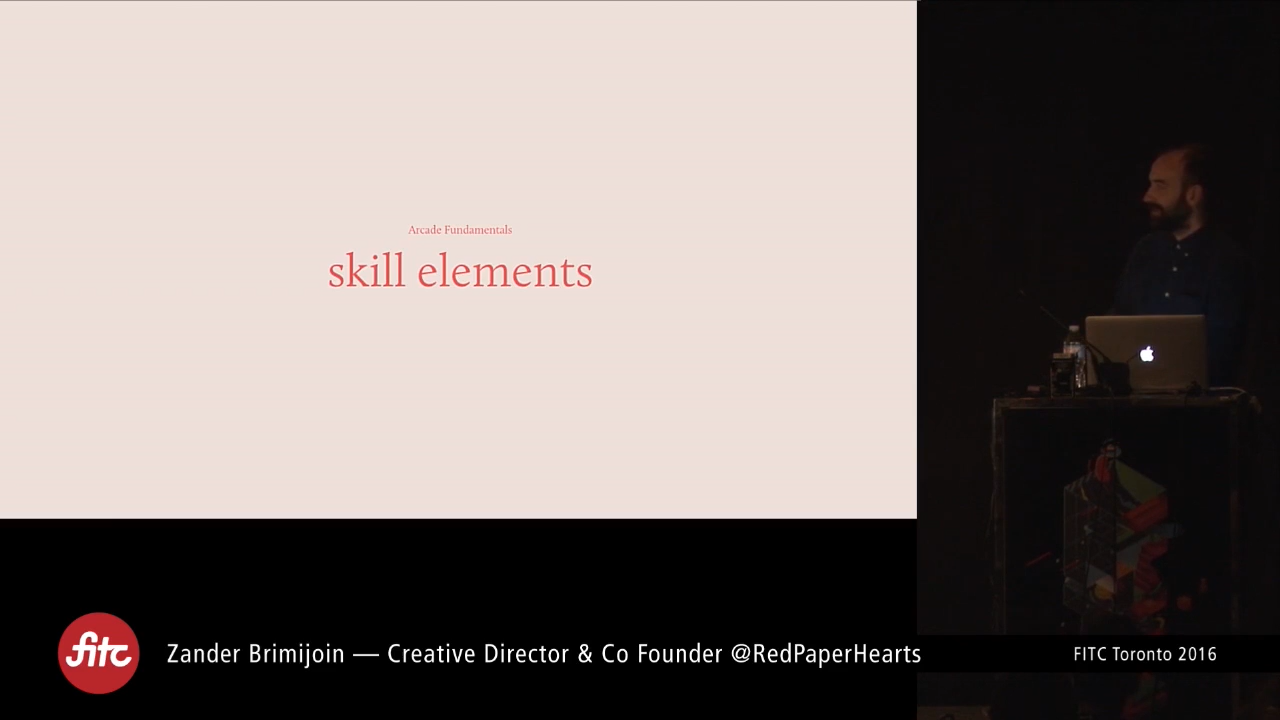 Arcade Fundamentals
skill elements
fitc
Zander Brimijoin — Creative Director & Co Founder @RedPaperHearts
FITC Toronto 2016